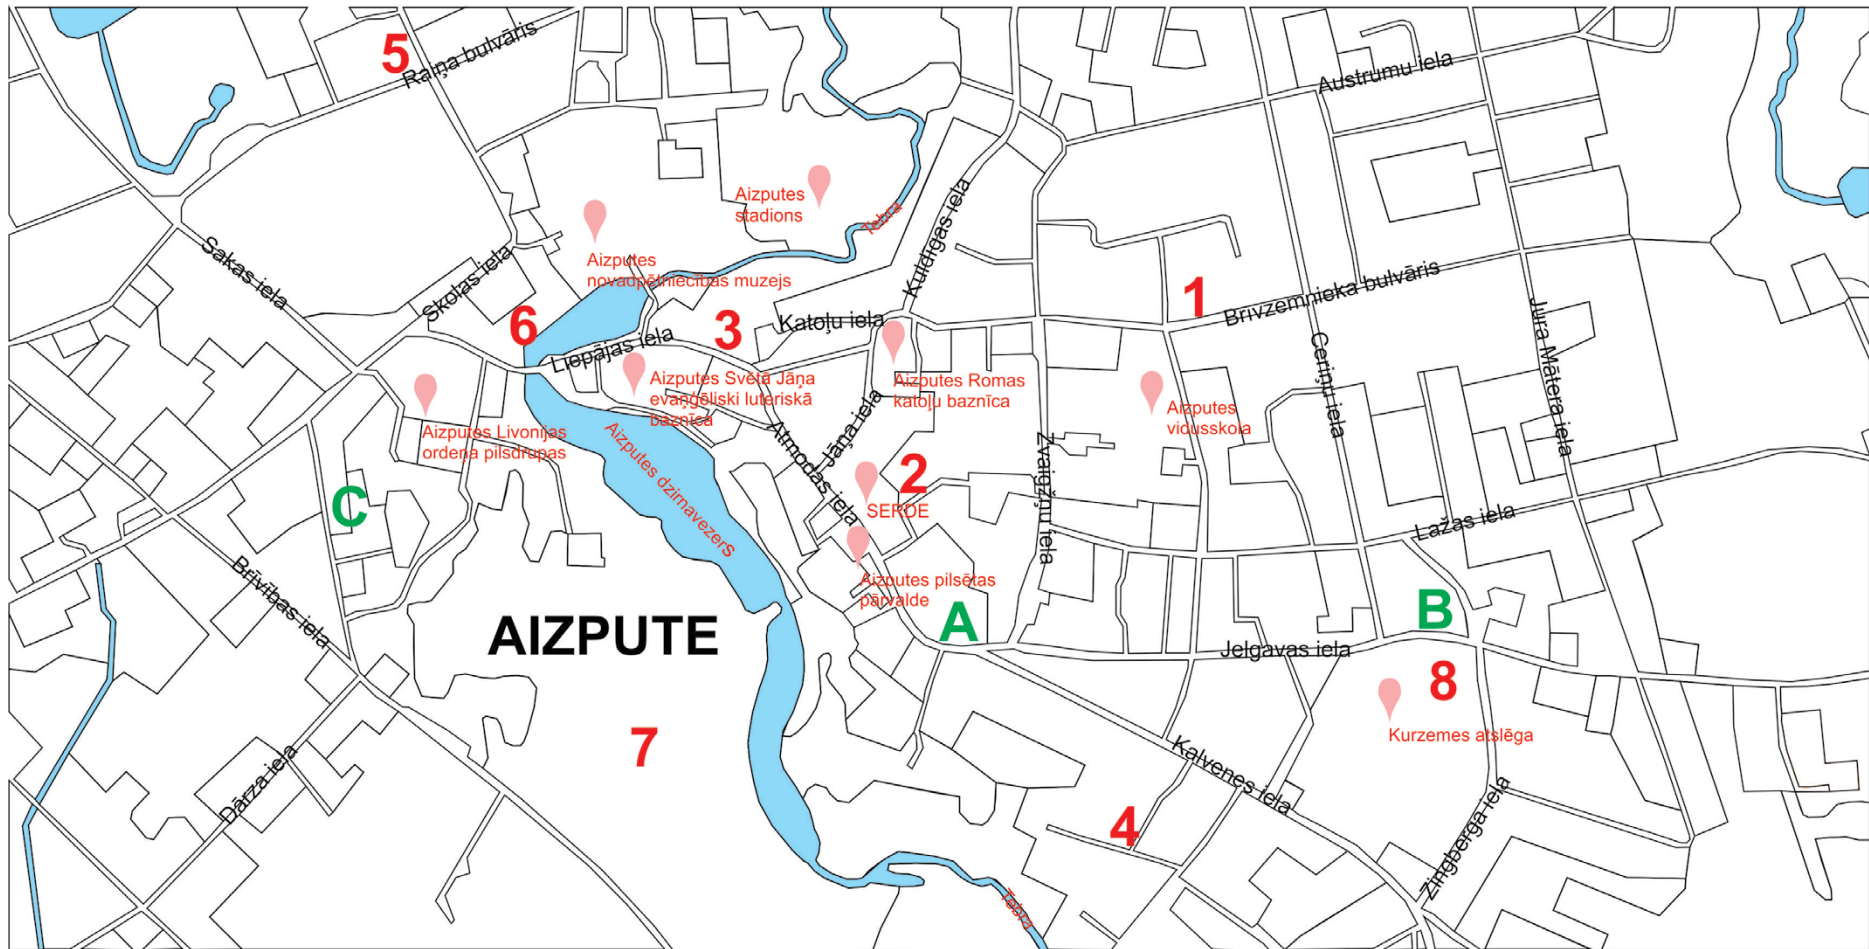 5
Raiņa bulvāris
Austrumu iela
Aizputes
stadions
Tebra
Kuldīgas iela
Sakas iela
Skolas iela
Aizputes
novadpētniecības muzejs
6
3
Katoļu iela
1
Brīvzemnieka bulvāris
Liepājas iela
Ceriņu iela
Jura Mātera iela
Aizputes Svētā Jāņa
evaņģēliski luteriskā
baznīca
Aizputes Romas
katoļu baznīca
Aizputes
vidusskola
Aizputes Livonijas
ordeņa pilsdrupas
Aizputes dzirnavezers
Atmodas iela
Jāņa iela
2
SERDE
Zvaigžņu iela
Lažas iela
C
Brīvības iela
Aizputes pilsētas
pārvalde
AIZPUTE
A
B
Jelgavas iela
8
Kurzemes atslēga
7
Dārza iela
Kalvenes iela
4
Zingberga iela
Tebra